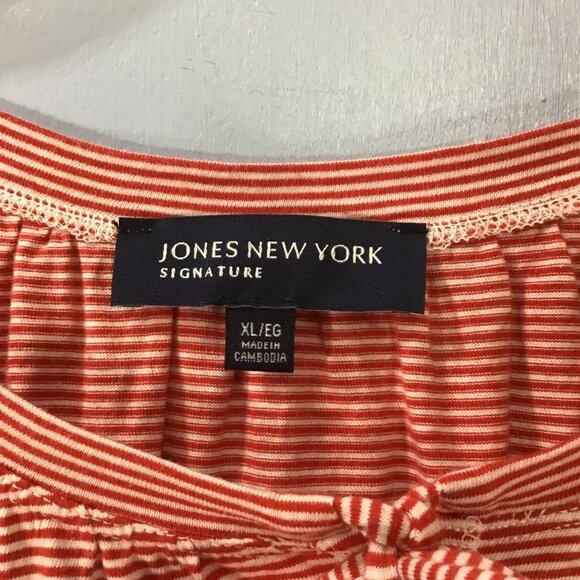 JONES NEW YORK
SIGNATURE
XL/EG
MADE IN
CAMBODIA